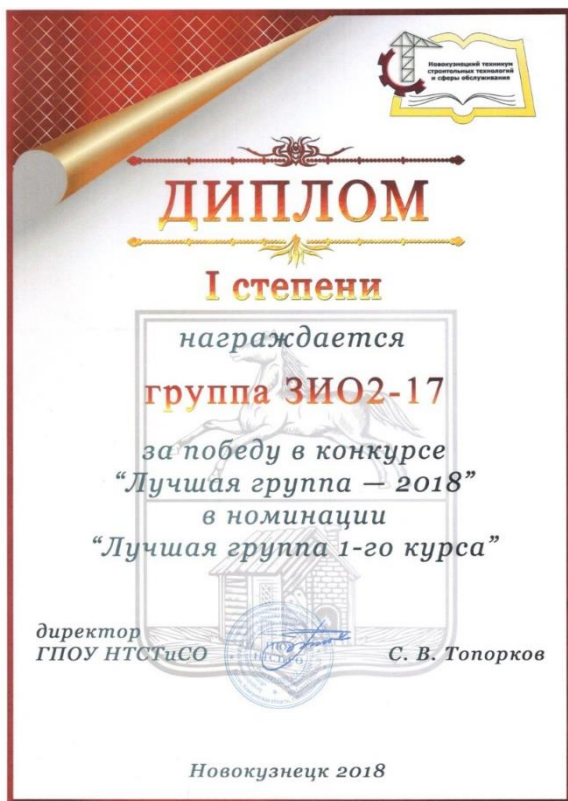 Новокузнецкий техникум
строительных технологий
и сферы обслуживания
ДИПЛОМ
I степени
награждается
группа ЗИО2-17
за победу в конкурсе
“Лучшая группа — 2018”
в номинации
“Лучшая группа 1-го курса”
директор
ГПОУ НТСТиСО С. В. Топорков
Новокузнецк 2018